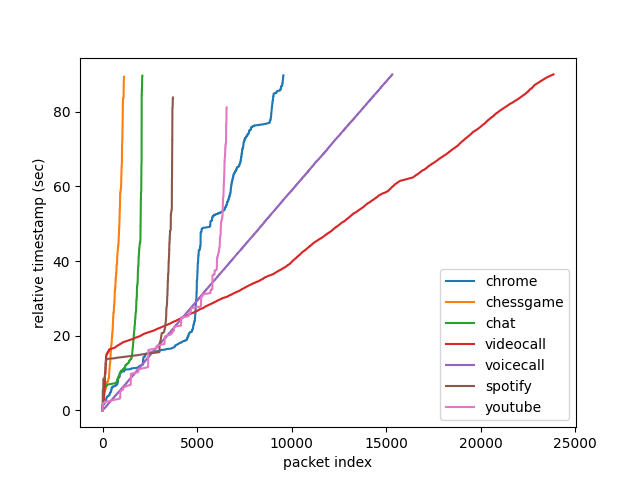 80
60
40
20
0
relative timestamp (sec)
chrome
chessgame
chat
videocall
voicecall
spotify
youtube
0 5000 10000 15000 20000 25000
packet index